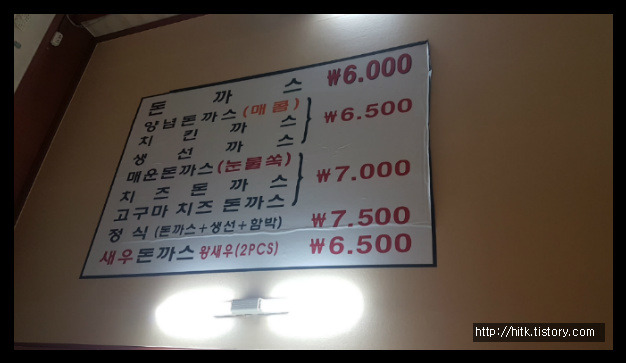 돈 까 스 ₩6.000
양념돈까스(매콤)
치 킨 까 스 ₩6.500
생 선 까 스
매운돈까스(눈물쏙)
치 즈 돈 까 스 ₩7.000
고구마 치즈 돈까스
정 식 (돈까스+생선+함박) ₩7.500
새우돈까스 왕새우(2PCS) ₩6.500
http://hitk.tistory.com